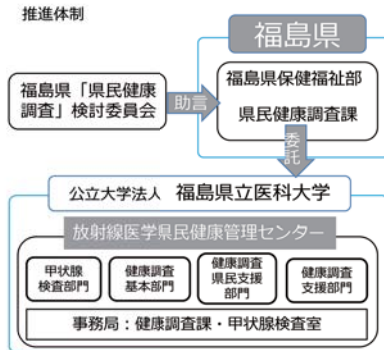 推進体制
福島県
福島県「県民健康
調査」検討委員会
助言
福島県保健福祉部
県民健康調査課
委託
公立大学法人 福島県立医科大学
放射線医学県民健康管理センター
甲状腺
検査部門
健康調査
基本部門
健康調査
県民支援
部門
健康調査
支援部門
事務局：健康調査課・甲状腺検査室